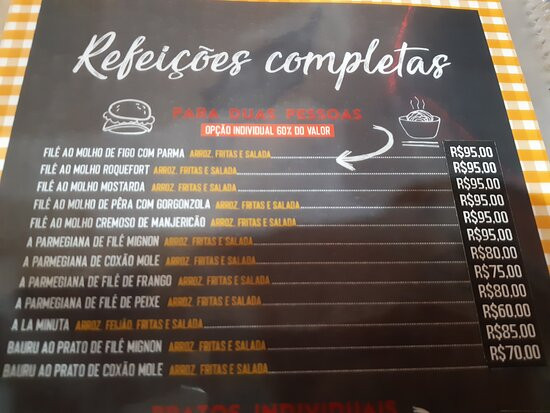 Refeições completas
PARA DUAS PESSOAS
OPÇÃO INDIVIDUAL 60% DO VALOR
FILÉ AO MOLHO DE FIGO COM PARMA ARROZ, FRITAS E SALADA R$95,00
FILÉ AO MOLHO ROQUEFORT ARROZ, FRITAS E SALADA R$95,00
FILÉ AO MOLHO MOSTARDA ARROZ, FRITAS E SALADA R$95,00
FILÉ AO MOLHO DE PÊRA COM GORGONZOLA ARROZ, FRITAS E SALADA R$95,00
FILÉ AO MOLHO CREMOSO DE MANJERICÃO ARROZ, FRITAS E SALADA R$95,00
A PARMEGIANA DE FILÉ MIGNON ARROZ, FRITAS E SALADA R$95,00
A PARMEGIANA DE COXÃO MOLE ARROZ, FRITAS E SALADA R$80,00
A PARMEGIANA DE FILÉ DE FRANGO ARROZ, FRITAS E SALADA R$75,00
A PARMEGIANA DE FILÉ DE PEIXE ARROZ, FRITAS E SALADA R$80,00
A LA MINUTA ARROZ, FEIJÃO, FRITAS E SALADA R$60,00
BAURU AO PRATO DE FILÉ MIGNON ARROZ, FRITAS E SALADA R$85,00
BAURU AO PRATO DE COXÃO MOLE ARROZ, FRITAS E SALADA R$70,00
PRATOS INDIVIDUAIS